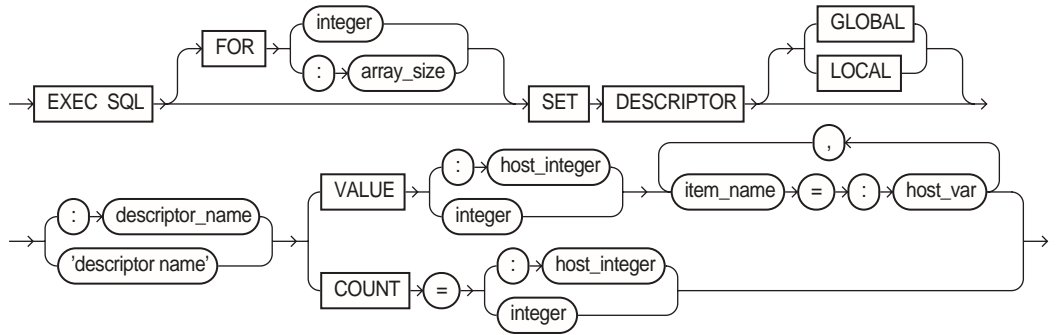 integer
FOR
: array_size
GLOBAL
LOCAL
EXEC SQL SET DESCRIPTOR
,
: host_integer
VALUE
integer
item_name = : host_var
: descriptor_name
'descriptor name'
: host_integer
COUNT =
integer